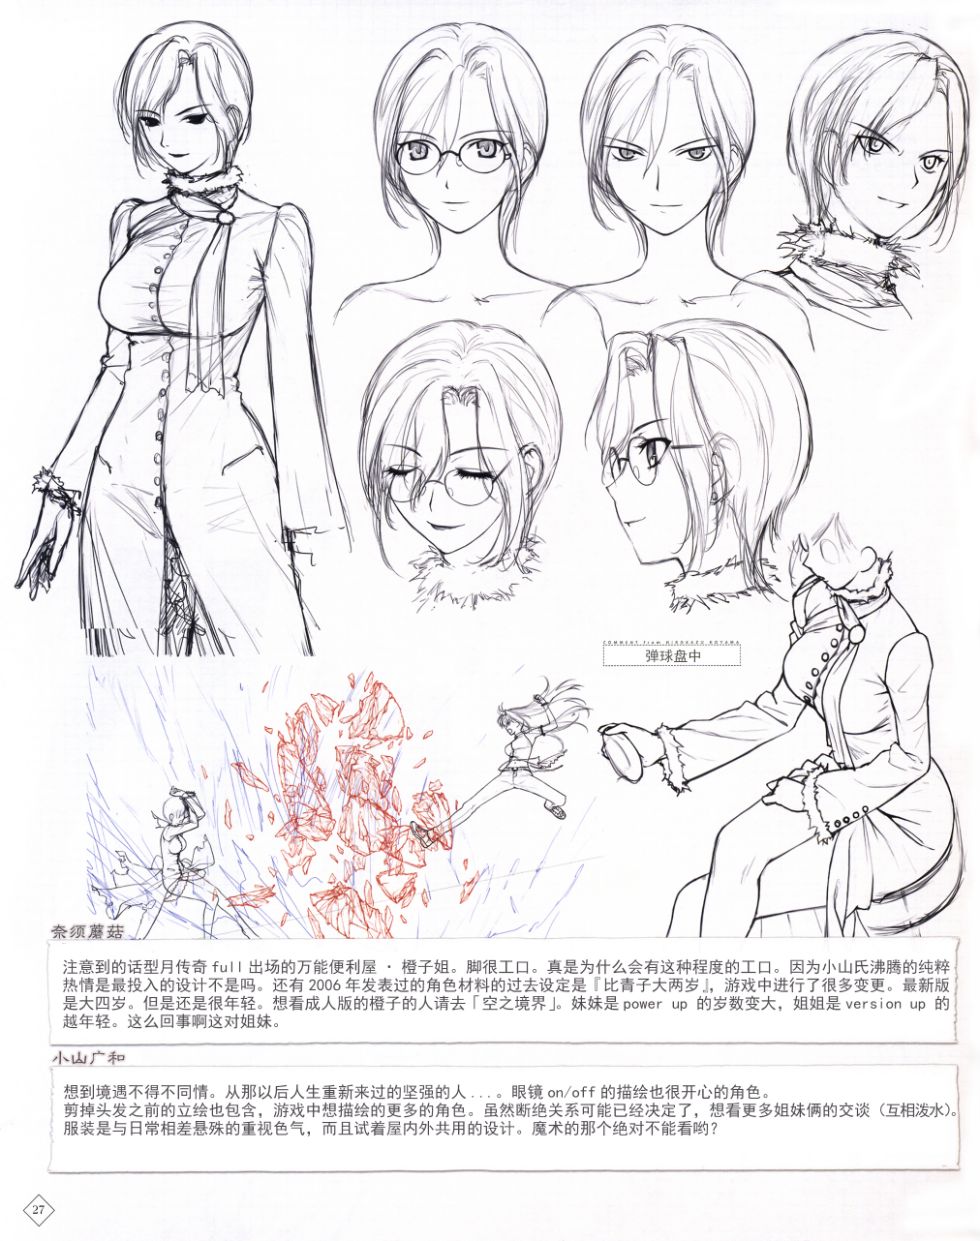 COMMENT from HIROKAZU KOYAMA
弹球盘中
奈须蘑菇
注意到的话型月传奇 full 出场的万能便利屋 · 橙子姐。脚很工口。真是为什么会有这种程度的工口。因为小山氏沸腾的纯粹
热情是最投入的设计不是吗。还有 2006 年发表过的角色材料的过去设定是『比青子大两岁』，游戏中进行了很多变更。最新版
是大四岁。但是还是很年轻。想看成人版的橙子的人请去「空之境界」。妹妹是 power up 的岁数变大，姐姐是 version up 的
越年轻。这么回事啊这对姐妹。
小山广和
想到境遇不得不同情。从那以后人生重新来过的坚强的人...。眼镜 on/off 的描绘也很开心的角色。
剪掉头发之前的立绘也包含，游戏中想描绘的更多的角色。虽然断绝关系可能已经决定了，想看更多姐妹俩的交谈（互相泼水）。
服装是与日常相差悬殊的重视色气，而且试着屋内外共用的设计。魔术的那个绝对不能看哟？
27